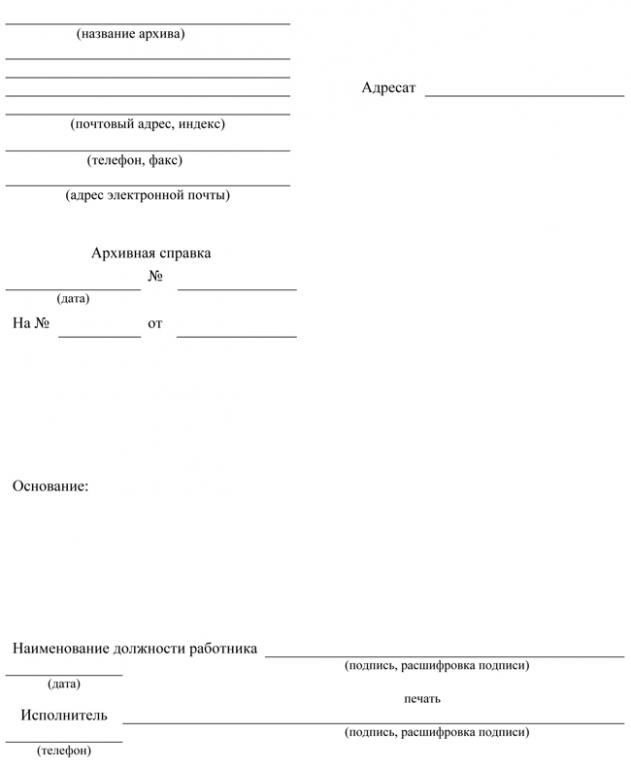 (название архива)
Адресат
(почтовый адрес, индекс)
(телефон, факс)
(адрес электронной почты)
Архивная справка
№
(дата)
На № от
Основание:
Наименование должности работника
(подпись, расшифровка подписи)
(дата)
печать
Исполнитель
(подпись, расшифровка подписи)
(телефон)